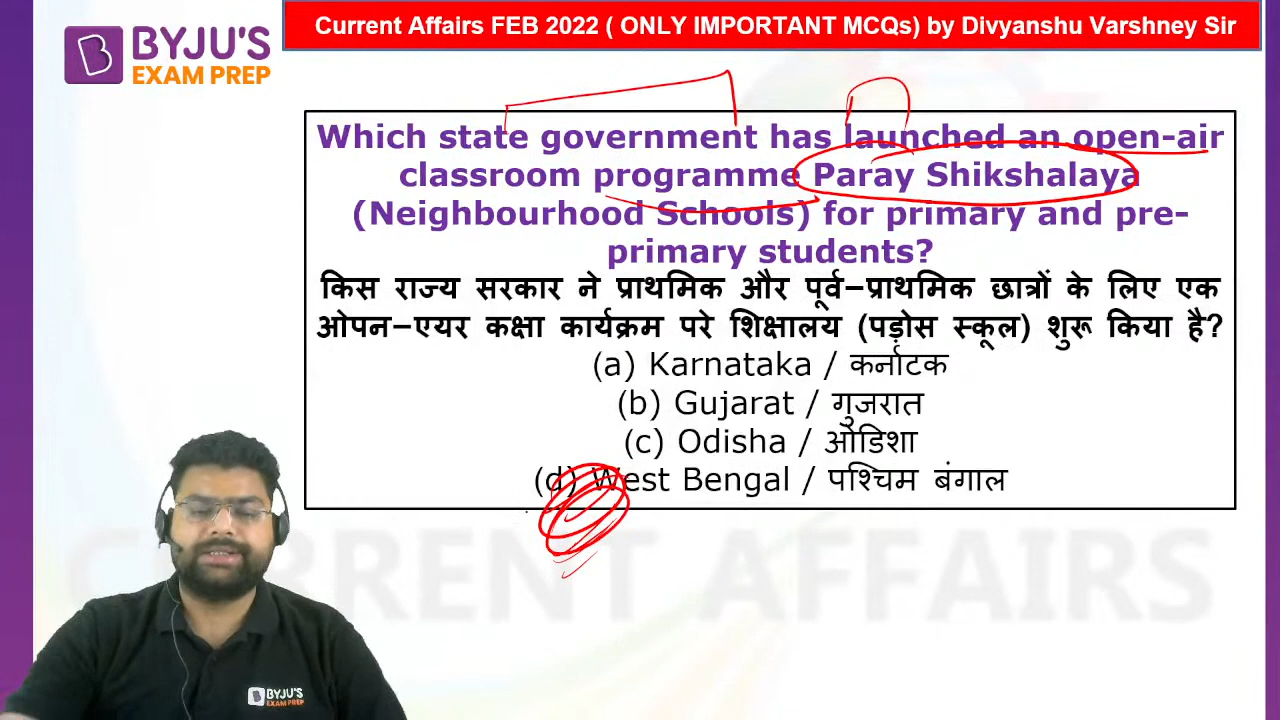 BYJU'S
EXAM PREP
Current Affairs FEB 2022 ( ONLY IMPORTANT MCQs) by Divyanshu Varshney Sir
Which state government has launched an open-air
classroom programme Paray Shikshalaya
(Neighbourhood Schools) for primary and pre-
primary students?
किस राज्य सरकार ने प्राथमिक और पूर्व–प्राथमिक छात्रों के लिए एक
ओपन–एयर कक्षा कार्यक्रम परे शिक्षालय (पड़ोस स्कूल) शुरू किया है?
(a) Karnataka / कर्नाटक
(b) Gujarat / गुजरात
(c) Odisha / ओडिशा
(d) West Bengal / पश्चिम बंगाल
CURRENT AFFAIRS
BYJU'S
EXAM PREP